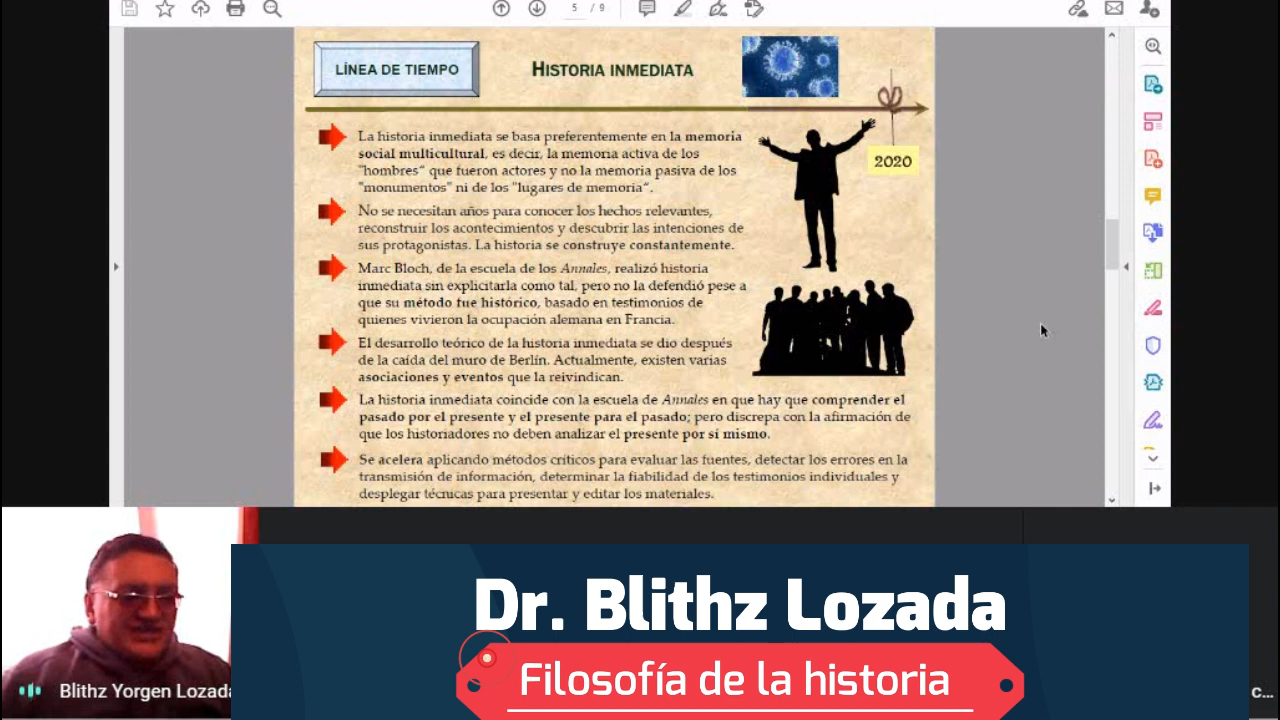 5 / 9
LÍNEA DE TIEMPO
HISTORIA INMEDIATA
2020
La historia inmediata se basa preferentemente en la memoria
social multicultural, es decir, la memoria activa de los
"hombres" que fueron actores y no la memoria pasiva de los
"monumentos" ni de los "lugares de memoria".
No se necesitan años para conocer los hechos relevantes,
reconstruir los acontecimientos y descubrir las intenciones de
sus protagonistas. La historia se construye constantemente.
Marc Bloch, de la escuela de los Annales, realizó historia
inmediata sin explicitarla como tal, pero no la defendió pese a
que su método fue histórico, basado en testimonios de
quienes vivieron la ocupación alemana en Francia.
El desarrollo teórico de la historia inmediata se dio después
de la caída del muro de Berlín. Actualmente, existen varias
asociaciones y eventos que la reivindican.
La historia inmediata coincide con la escuela de Annales en que hay que comprender el
pasado por el presente y el presente para el pasado; pero discrepa con la afirmación de
que los historiadores no deben analizar el presente por sí mismo.
Se acelera aplicando métodos críticos para evaluar las fuentes, detectar los errores en la
transmisión de información, determinar la fiabilidad de los testimonios individuales y
desplegar técnicas para presentar y editar los materiales.
Dr. Blithz Lozada
Filosofía de la historia
Blithz Yorgen Lozada
c...